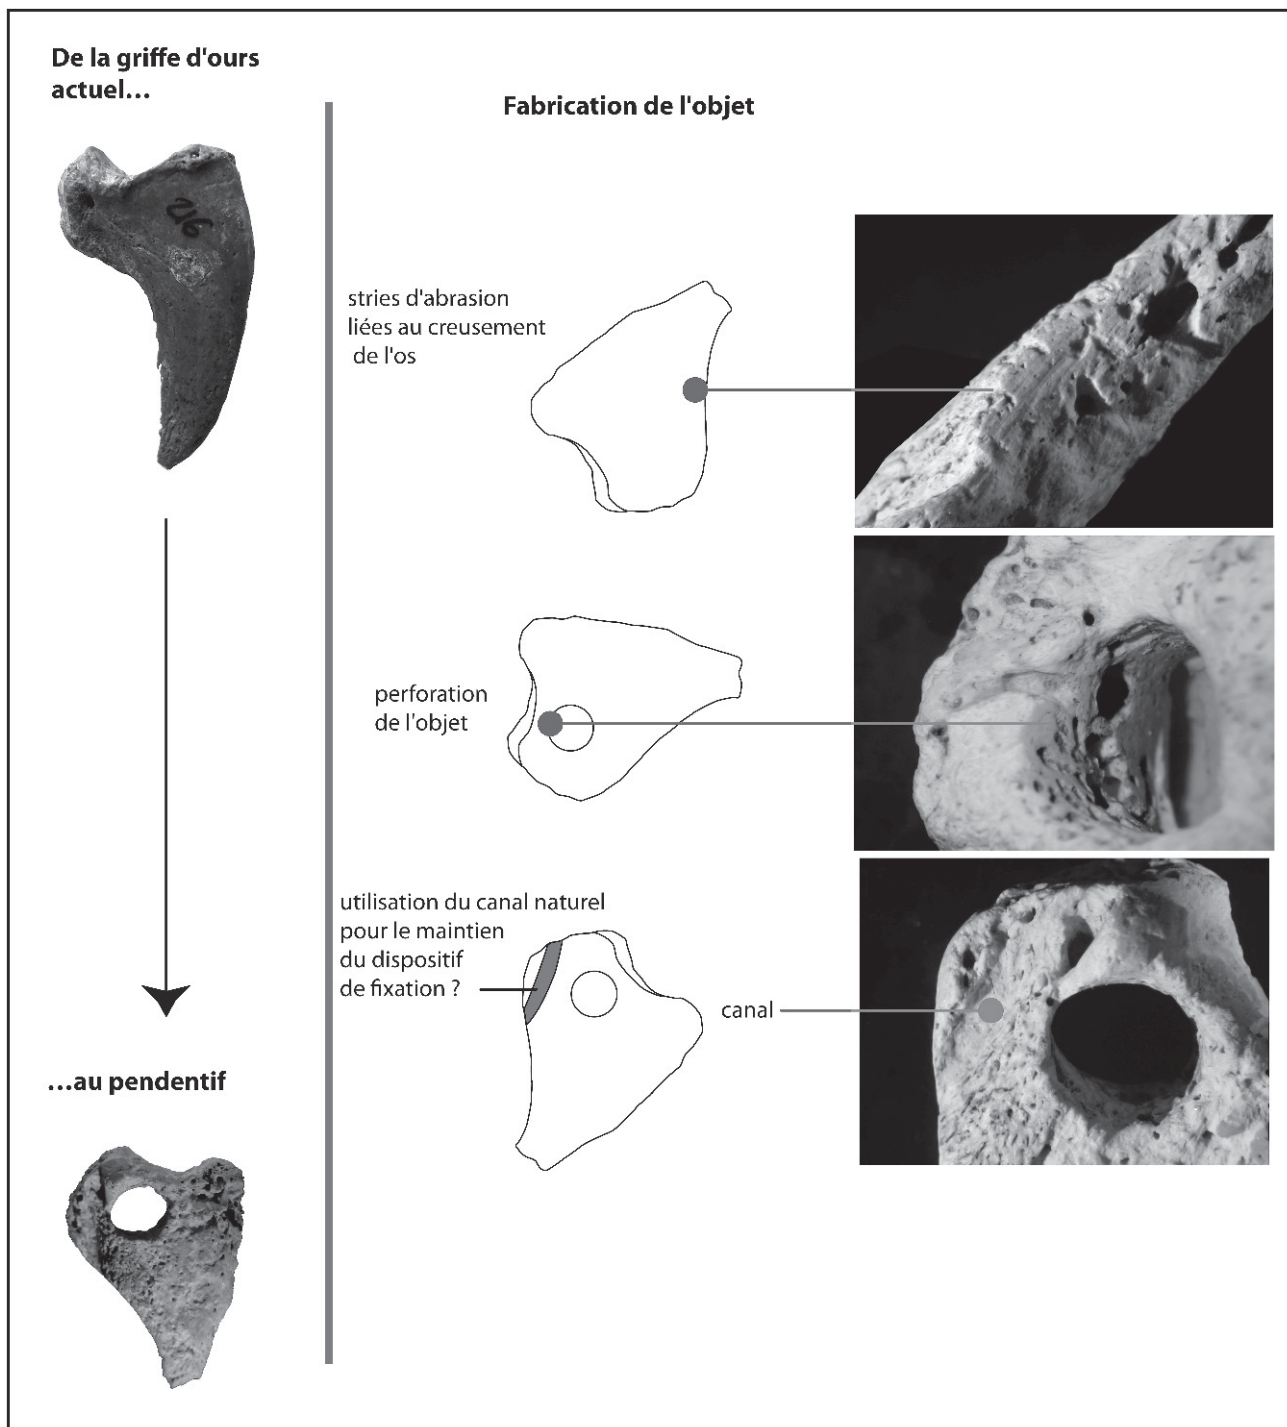 De la griffe d'ours
actuel...
Fabrication de l'objet
216
stries d'abrasion
liées au creusement
de l'os
perforation
de l'objet
utilisation du canal naturel
pour le maintien
du dispositif
de fixation ?
canal
...au pendentif